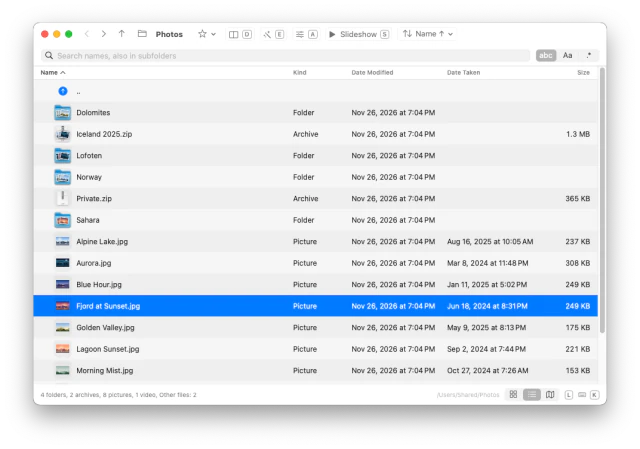 Photos D E A Slideshow S Name ↑
Search names, also in subfolders abc Aa .*
Name Kind Date Modified Date Taken Size
..
Dolomites Folder Nov 26, 2026 at 7:04 PM
Iceland 2025.zip Archive Nov 26, 2026 at 7:04 PM 1.3 MB
Lofoten Folder Nov 26, 2026 at 7:04 PM
Norway Folder Nov 26, 2026 at 7:04 PM
Private.zip Archive Nov 26, 2026 at 7:04 PM 365 KB
Sahara Folder Nov 26, 2026 at 7:04 PM
Alpine Lake.jpg Picture Nov 26, 2026 at 7:04 PM Aug 16, 2025 at 10:05 AM 237 KB
Aurora.jpg Picture Nov 26, 2026 at 7:04 PM Mar 8, 2024 at 11:48 PM 308 KB
Blue Hour.jpg Picture Nov 26, 2026 at 7:04 PM Jan 11, 2025 at 5:02 PM 249 KB
Fjord at Sunset.jpg Picture Nov 26, 2026 at 7:04 PM Jun 18, 2024 at 8:31 PM 249 KB
Golden Valley.jpg Picture Nov 26, 2026 at 7:04 PM May 9, 2025 at 8:13 PM 175 KB
Lagoon Sunset.jpg Picture Nov 26, 2026 at 7:04 PM Sep 2, 2024 at 7:44 PM 221 KB
Morning Mist.jpg Picture Nov 26, 2026 at 7:04 PM Oct 27, 2024 at 7:26 AM 153 KB
4 folders, 2 archives, 8 pictures, 1 video, Other files: 2 /Users/Shared/Photos L K